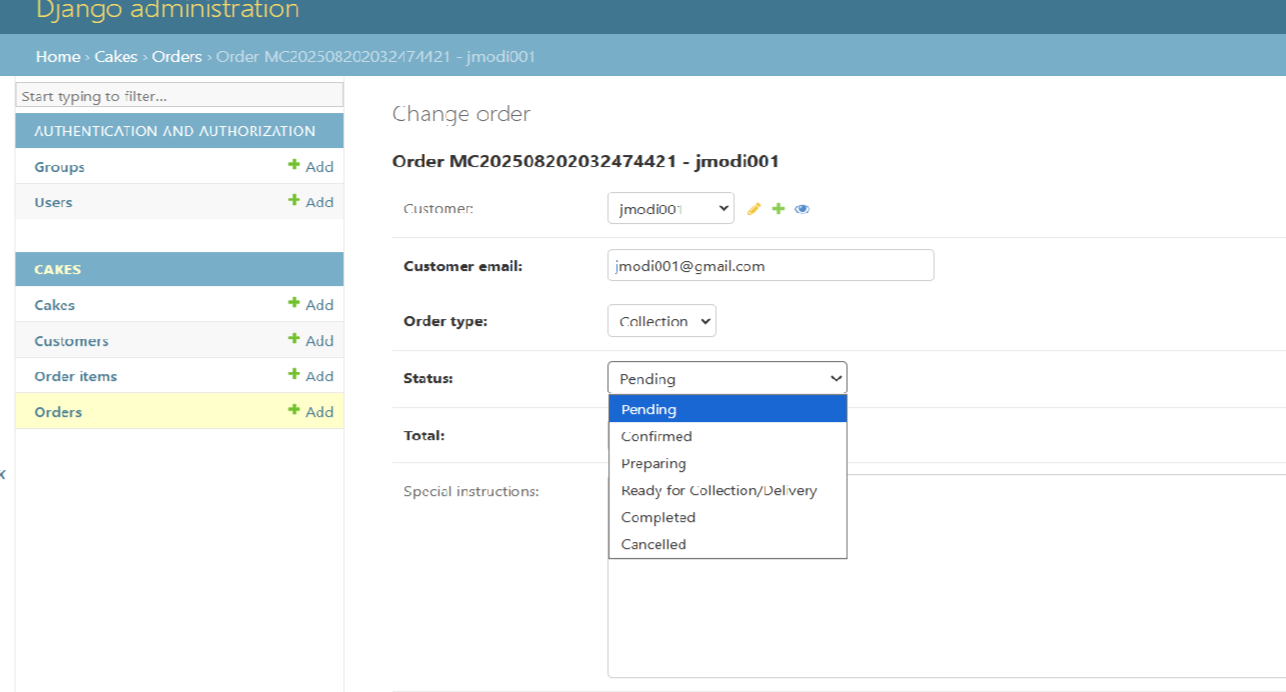 Django administration
Home › Cakes › Orders › Order MC202508202032474421 - jmodi001
Start typing to filter...
AUTHENTICATION AND AUTHORIZATION
Groups + Add
Users + Add
CAKES
Cakes + Add
Customers + Add
Order items + Add
Orders + Add
Change order
Order MC202508202032474421 - jmodi001
Customer: jmodi001
Customer email: jmodi001@gmail.com
Order type: Collection
Status: Pending
Pending
Confirmed
Preparing
Ready for Collection/Delivery
Completed
Cancelled
Total:
Special instructions: